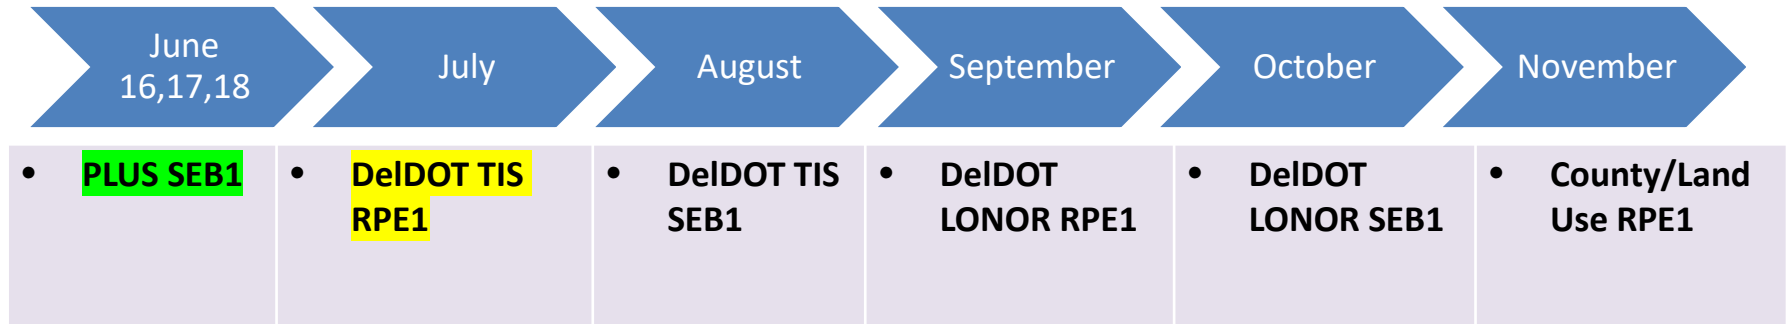 June
16,17,18
July
August
September
October
November
• PLUS SEB1
• DelDOT TIS
RPE1
• DelDOT TIS
SEB1
• DelDOT
LONOR RPE1
• DelDOT
LONOR SEB1
• County/Land
Use RPE1